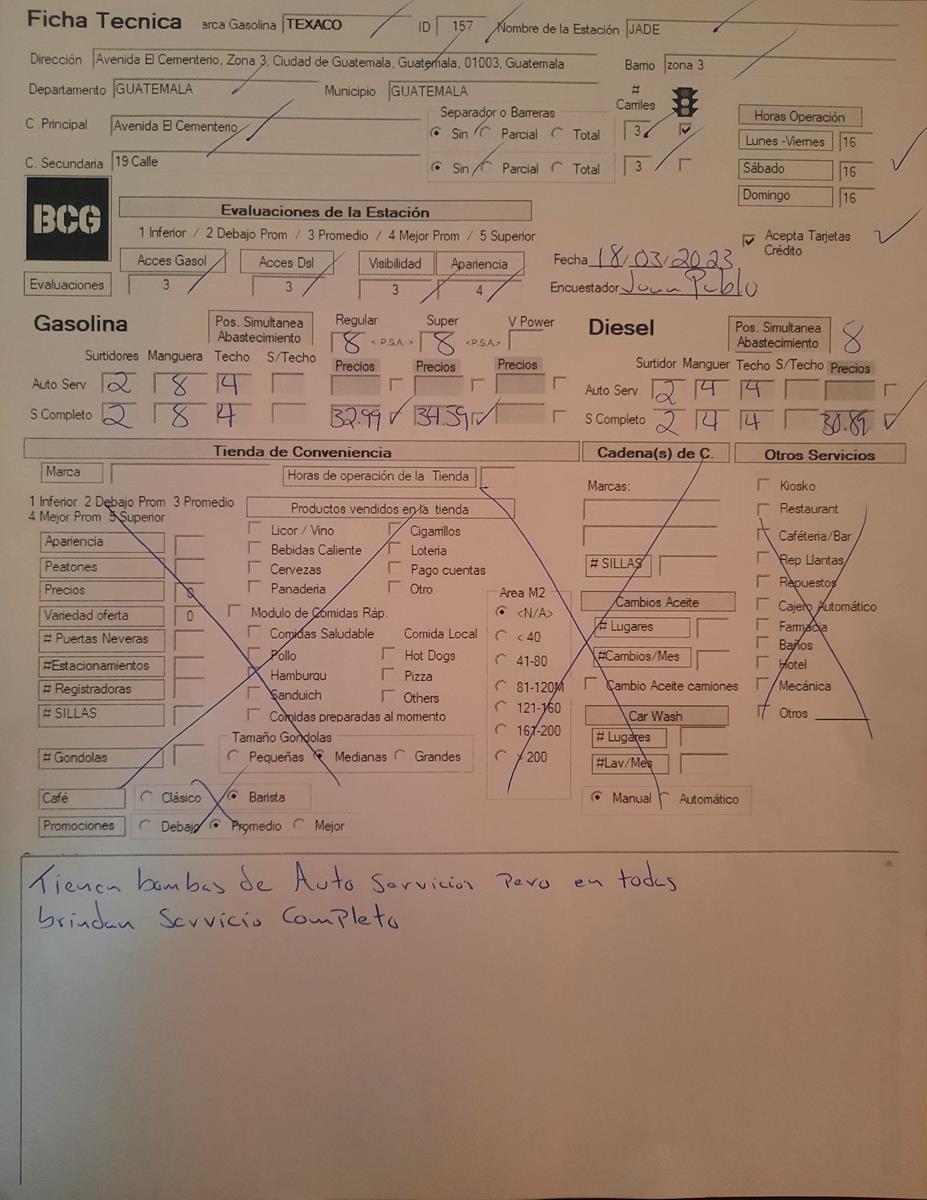 Ficha Tecnica arca Gasolina TEXACO ID 157 Nombre de la Estación JADE
Dirección Avenida El Cementerio, Zona 3, Ciudad de Guatemala, Guatemala, 01003, Guatemala Barrio zona 3
Departamento GUATEMALA Municipio GUATEMALA # Carriles
C .Principal Avenida El Cementerio Separador o Barreras Sin Parcial Total 3
C. Secundaria 19 Calle Sin Parcial Total 3
Horas Operación
Lunes -Viernes 16
Sábado 16
Domingo 16
BCG
Evaluaciones de la Estación
1 Inferior / 2 Debajo Prom / 3 Promedio / 4 Mejor Prom / 5 Superior
Acepta Tarjetas Crédito
Acces Gasol Acces Dsl Visibilidad Apariencia
Evaluaciones 3 3 3 4
Fecha 18/03/2023
Encuestador Juan Pablo
Gasolina Pos. Simultanea Abastecimiento Regular Super V Power
8 < P.S.A. > 8 <P.S.A.>
Surtidores Manguera Techo S/Techo Precios Precios Precios
Auto Serv 2 8 4
S Completo 2 8 4 32.99 34.39
Diesel Pos. Simultanea Abastecimiento 8
Surtidor Manguer Techo S/Techo Precios
Auto Serv 2 4 4
S Completo 2 4 4 30.89
Tienda de Conveniencia
Marca Horas de operación de la Tienda
1 Inferior 2 Debajo Prom 3 Promedio
4 Mejor Prom 5 Superior
Apariencia
Peatones
Precios 0
Variedad oferta 0
# Puertas Neveras
#Estacionamientos
# Registradoras
# SILLAS
# Gondolas
Productos vendidos en la tienda
Licor / Vino Cigarrillos
Bebidas Caliente Loteria
Cervezas Pago cuentas
Panaderia Otro
Modulo de Comidas Ráp.
Comidas Saludable Comida Local
Pollo Hot Dogs
Hamburqu Pizza
Sanduich Others
Comidas preparadas al momento
Tamaño Gondolas
Pequeñas Medianas Grandes
Area M2
<N/A>
< 40
41-80
81-120M
121-160
161-200
> 200
Café Clásico Barista
Promociones Debajo Promedio Mejor
Cadena(s) de C.
Marcas:
# SILLAS
Cambios Aceite
# Lugares
#Cambios/Mes
Cambio Aceite camiones
Car Wash
# Lugares
#Lav/Mes
Manual Automático
Otros Servicios
Kiosko
Restaurant
Caféteria/Bar
Rep Llantas
Repuestos
Cajero Automático
Farmacia
Baños
Hotel
Mecánica
Otros
Tienen bombas de Auto Servicios Pero en todas
brindan Servicio Completo